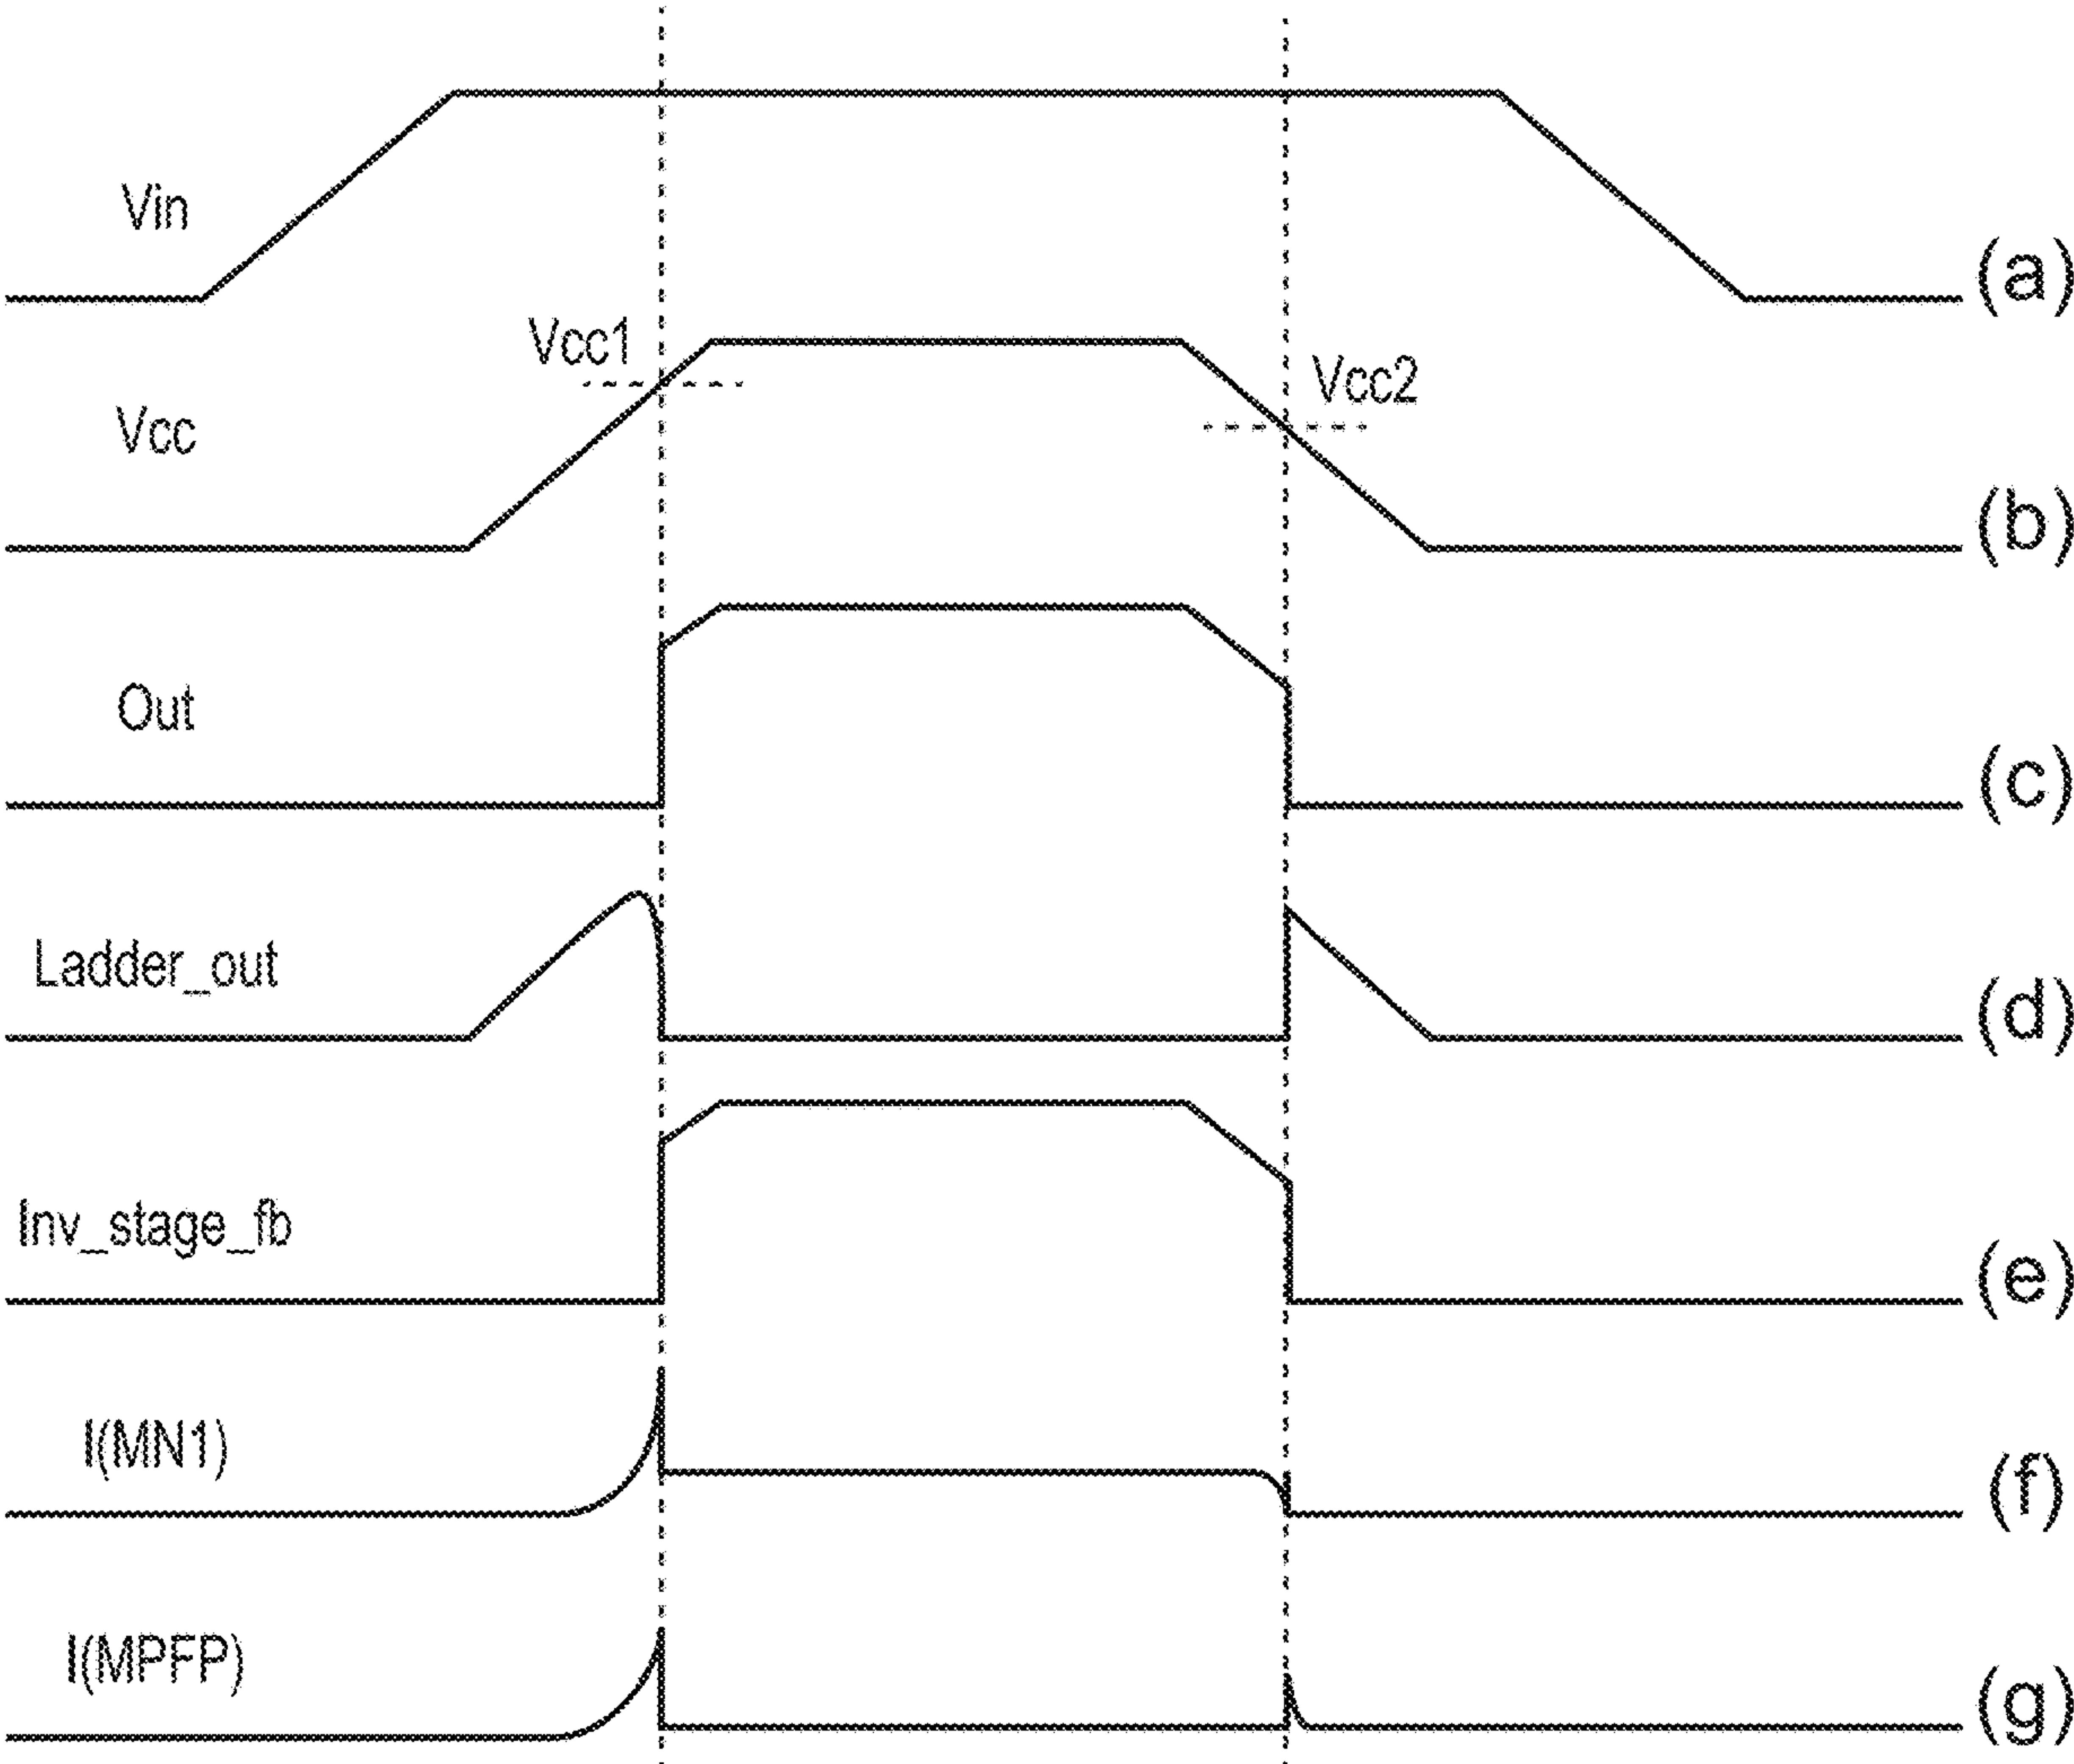 Vin
(a)
Vcc1
Vcc2
Vcc
(b)
Out
(c)
Ladder_out
(d)
Inv_stage_fb
(e)
I(MN1)
(f)
I(MPFP)
(g)